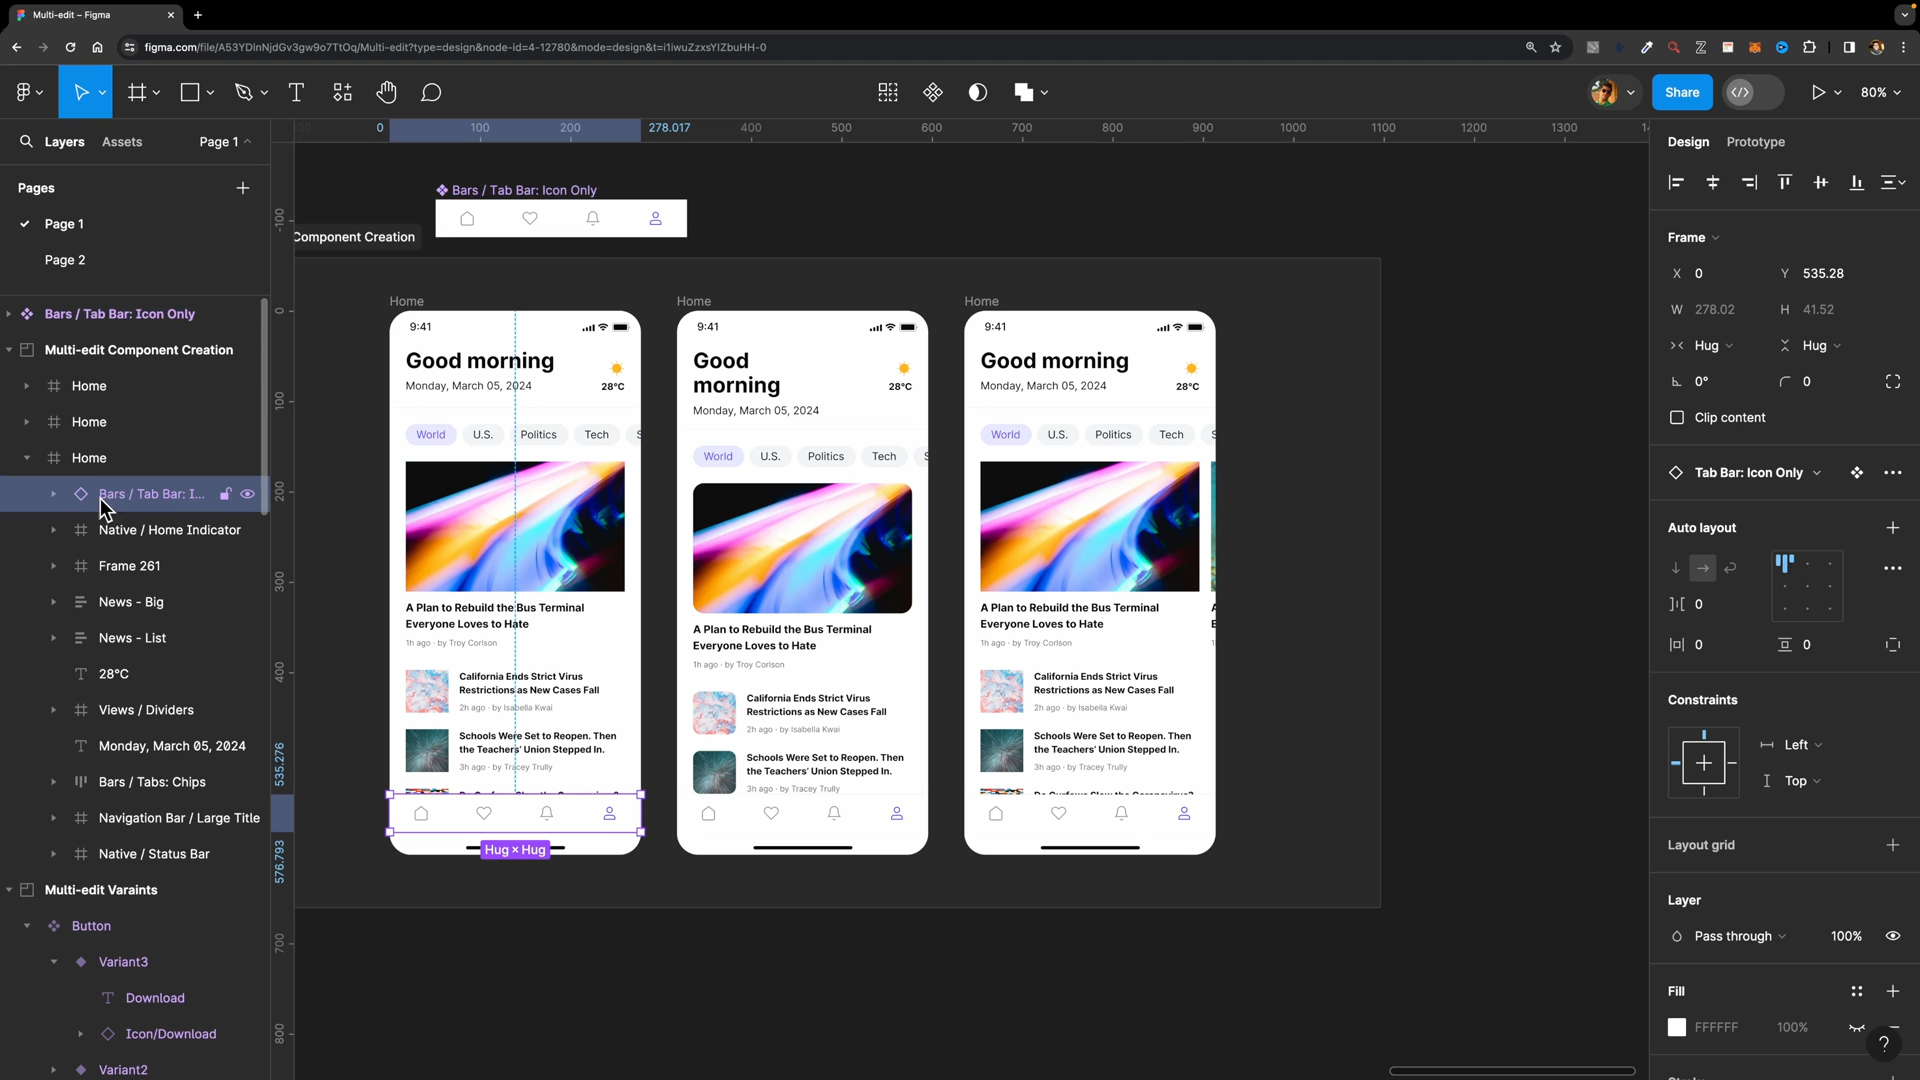 Multi-edit – Figma
figma.com/file/A53YDlnNjdGv3gw9o7TtOq/Multi-edit?type=design&node-id=4-12780&mode=design&t=i1iwuZzxsYIZbuHH-0
Share
80%
Layers Assets Page 1
Pages
Page 1
Page 2
Bars / Tab Bar: Icon Only
Multi-edit Component Creation
Home
Home
Home
Bars / Tab Bar: I...
Native / Home Indicator
Frame 261
News - Big
News - List
28°C
Views / Dividers
Monday, March 05, 2024
Bars / Tabs: Chips
Navigation Bar / Large Title
Native / Status Bar
Multi-edit Varaints
Button
Variant3
Download
Icon/Download
Variant2
0 100 200 278.017 400 500 600 700 800 900 1000 1100 1200 1300
-100
0
100
200
300
400
535.276
576.793
700
800
Bars / Tab Bar: Icon Only
Component Creation
Home
9:41
Good morning
Monday, March 05, 2024
28°C
World U.S. Politics Tech S
A Plan to Rebuild the Bus Terminal
Everyone Loves to Hate
1h ago · by Troy Corlson
California Ends Strict Virus
Restrictions as New Cases Fall
2h ago · by Isabella Kwai
Schools Were Set to Reopen. Then
the Teachers' Union Stepped In.
3h ago · by Tracey Trully
Hug × Hug
Home
9:41
Good
morning
Monday, March 05, 2024
28°C
World U.S. Politics Tech S
A Plan to Rebuild the Bus Terminal
Everyone Loves to Hate
1h ago · by Troy Corlson
California Ends Strict Virus
Restrictions as New Cases Fall
2h ago · by Isabella Kwai
Schools Were Set to Reopen. Then
the Teachers' Union Stepped In.
3h ago · by Tracey Trully
Home
9:41
Good morning
Monday, March 05, 2024
28°C
World U.S. Politics Tech S
A Plan to Rebuild the Bus Terminal
Everyone Loves to Hate
1h ago · by Troy Corlson
California Ends Strict Virus
Restrictions as New Cases Fall
2h ago · by Isabella Kwai
Schools Were Set to Reopen. Then
the Teachers' Union Stepped In.
3h ago · by Tracey Trully
Design Prototype
Frame
X 0 Y 535.28
W 278.02 H 41.52
Hug Hug
0° 0
Clip content
Tab Bar: Icon Only
Auto layout
0
0 0
Constraints
Left
Top
Layout grid
Layer
Pass through 100%
Fill
FFFFFF 100%
?